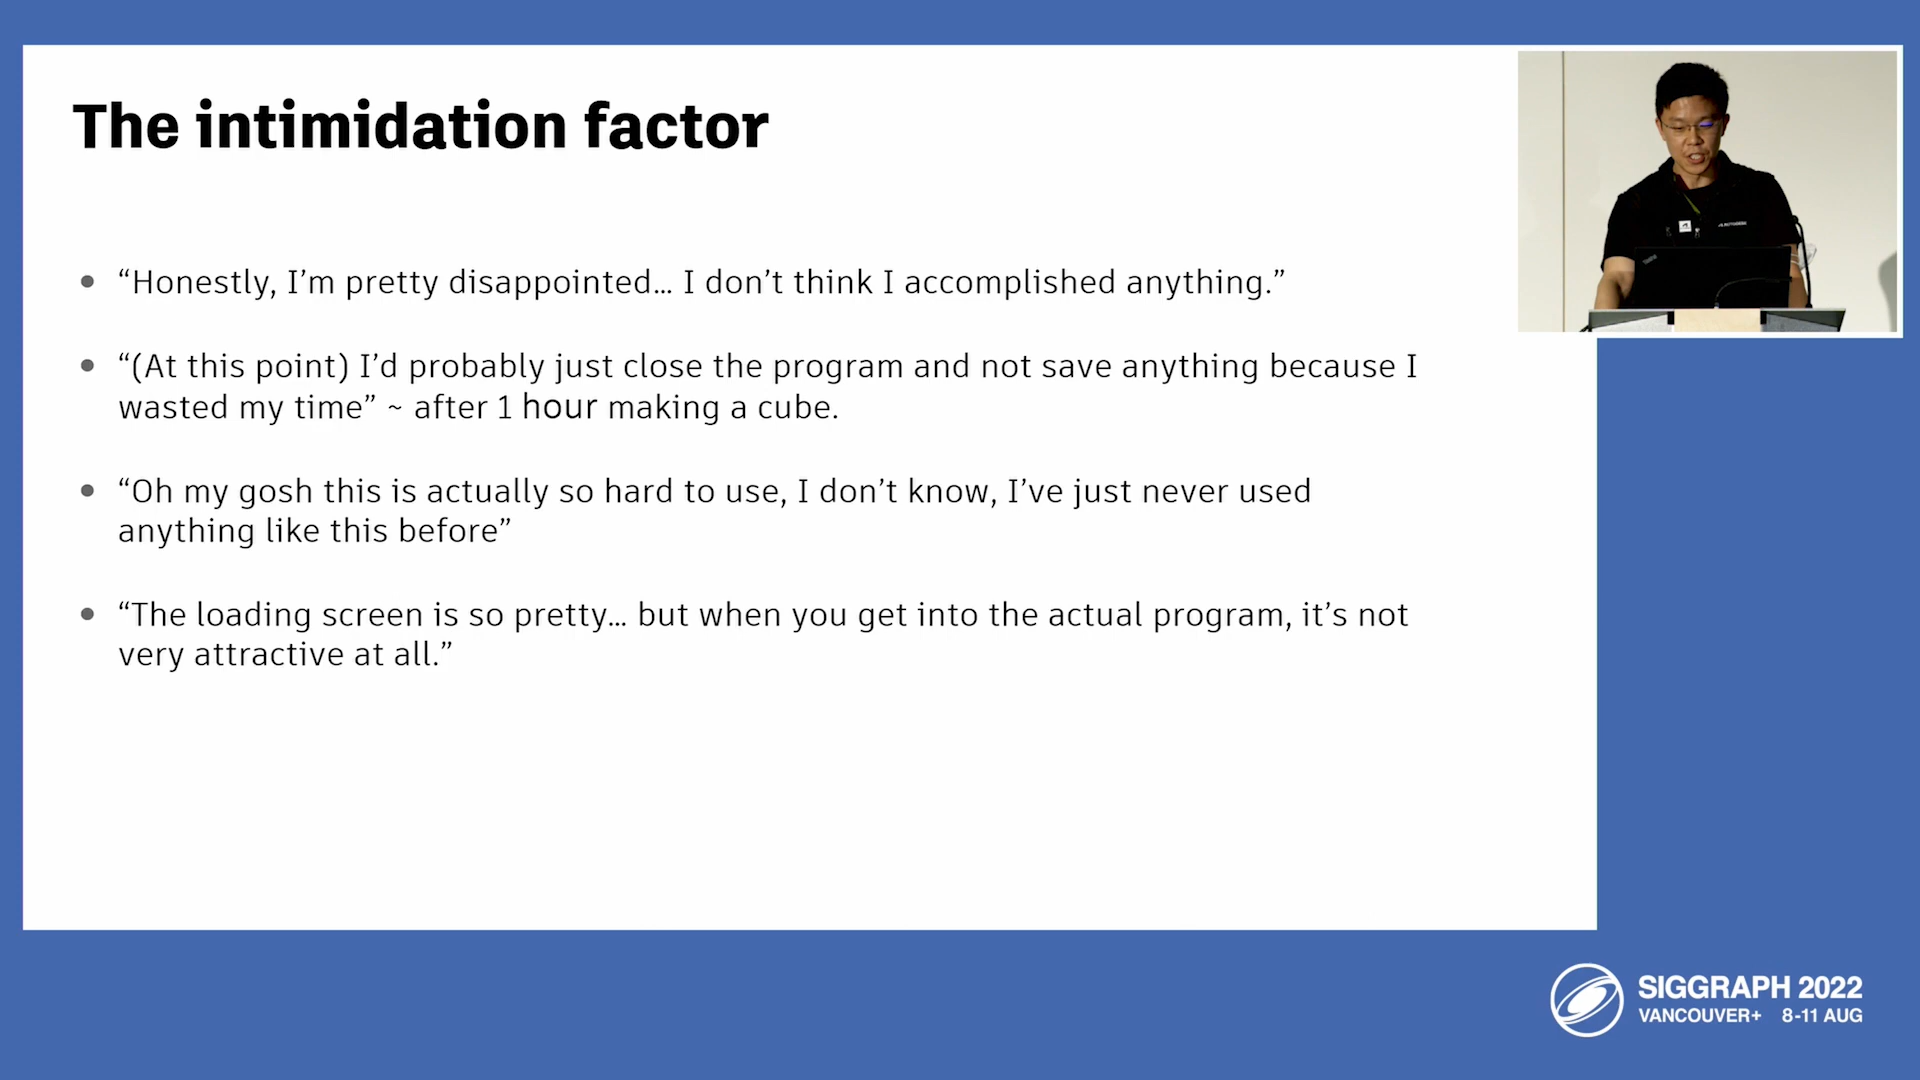 The intimidation factor
“Honestly, I’m pretty disappointed… I don’t think I accomplished anything.”
“(At this point) I’d probably just close the program and not save anything because I
wasted my time” ~ after 1 hour making a cube.
“Oh my gosh this is actually so hard to use, I don’t know, I’ve just never used
anything like this before”
“The loading screen is so pretty… but when you get into the actual program, it’s not
very attractive at all.”
SIGGRAPH 2022
VANCOUVER+ 8-11 AUG